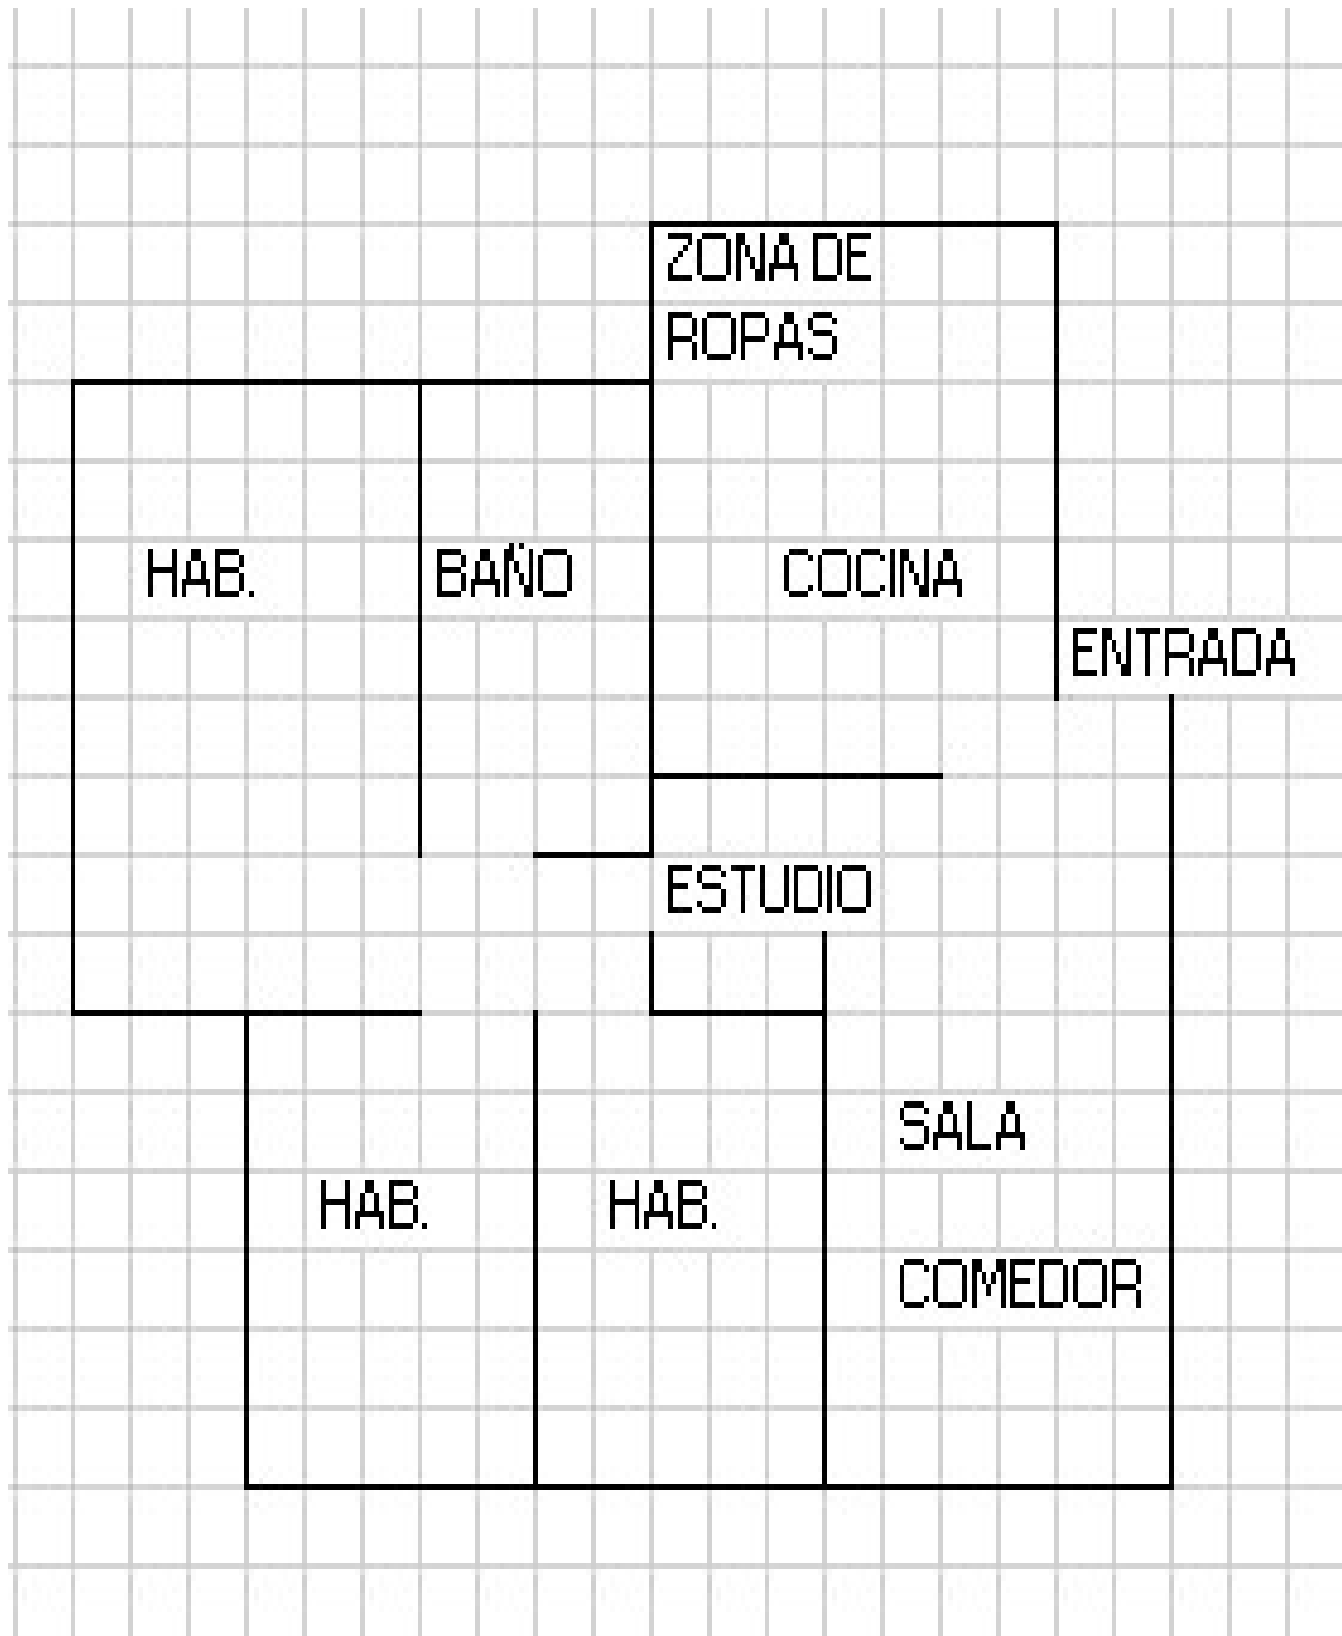 ZONA DE
ROPAS
HAB.
BAÑO
COCINA
ENTRADA
ESTUDIO
SALA
HAB.
HAB.
COMEDOR